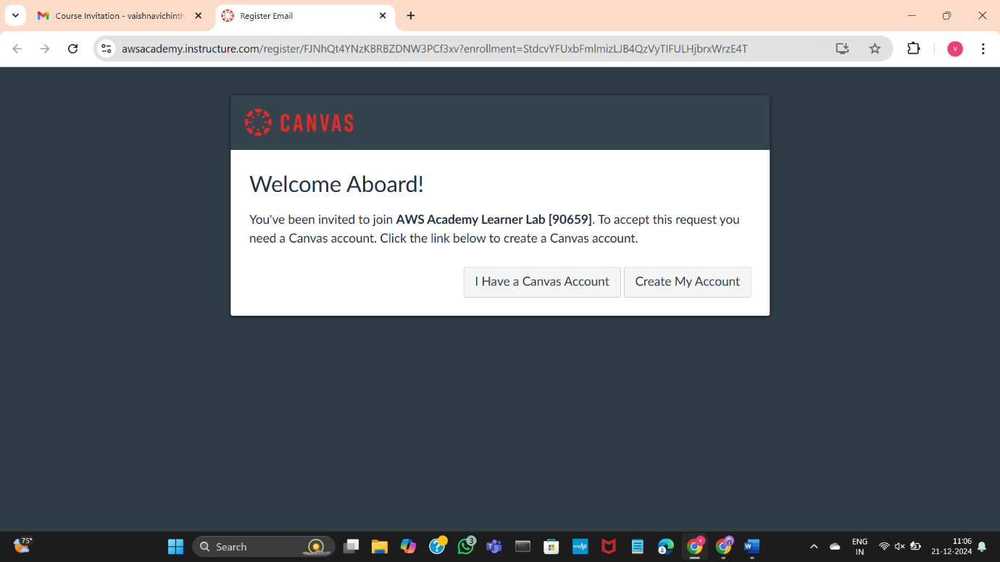 Course Invitation - vaishnavichinth
Register Email
awsacademy.instructure.com/register/FJNhQt4YNzKBRBZDNW3PCf3xv?enrollment=StdcvYFUxbFmlmizLJB4QzVyTIFULHjbrxWrzE4T
V
CANVAS
Welcome Aboard!
You've been invited to join AWS Academy Learner Lab [90659]. To accept this request you
need a Canvas account. Click the link below to create a Canvas account.
I Have a Canvas Account
Create My Account
75°
Search
3
myhp
ENG
IN
11:06
21-12-2024